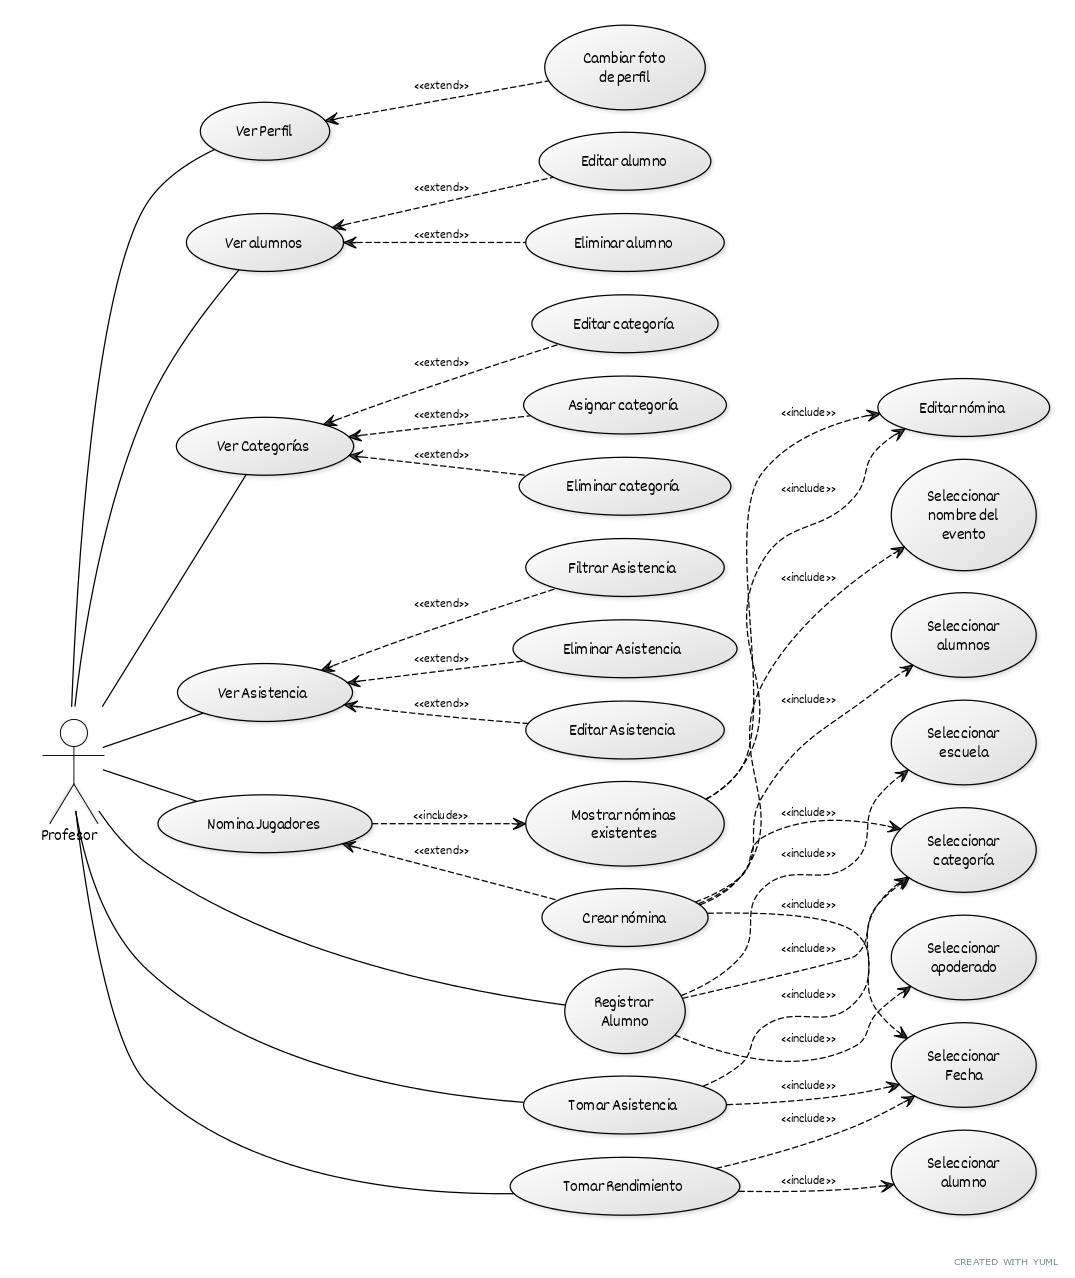 Cambiar foto
de perfil
<<extend>>
Ver Perfil
Editar alumno
<<extend>>
Ver alumnos
<<extend>>
Eliminar alumno
Editar categoría
<<extend>>
Asignar categoría
<<extend>>
Ver Categorías
<<extend>>
Eliminar categoría
<<include>>
Editar nómina
<<include>>
Seleccionar
nombre del
evento
Filtrar Asistencia
<<include>>
<<extend>>
Eliminar Asistencia
<<extend>>
Seleccionar
alumnos
Ver Asistencia
<<extend>>
Editar Asistencia
<<include>>
Seleccionar
escuela
Profesor
Nomina Jugadores
<<include>>
Mostrar nóminas
existentes
<<extend>>
Crear nómina
<<include>>
<<include>>
Seleccionar
categoría
<<include>>
<<include>>
Seleccionar
apoderado
Registrar
Alumno
<<include>>
<<include>>
Seleccionar
Fecha
Tomar Asistencia
<<include>>
<<include>>
Tomar Rendimiento
<<include>>
Seleccionar
alumno
CREATED WITH YUML